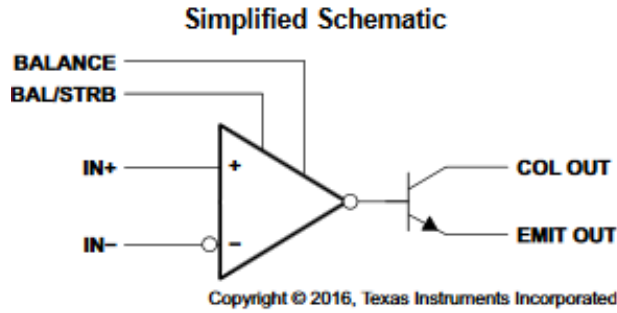 Simplified Schematic
BALANCE
BAL/STRB
IN+
+
COL OUT
IN−
−
EMIT OUT
Copyright © 2016, Texas Instruments Incorporated